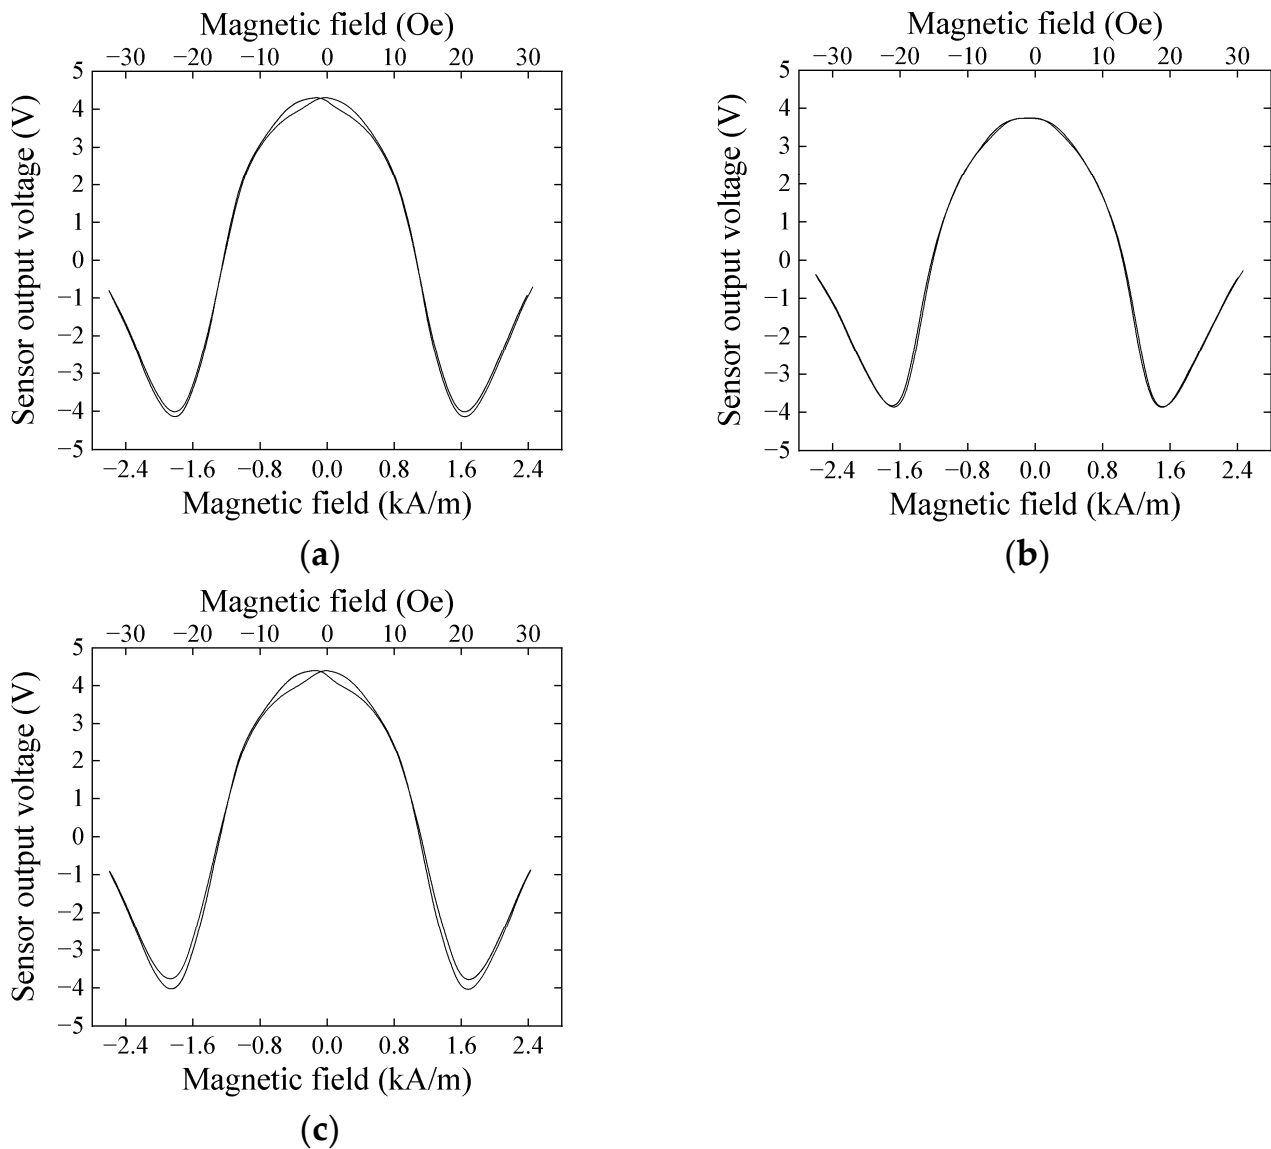 Magnetic field (Oe)
−30 −20 −10 0 10 20 30
5
4
3
2
1
0
−1
−2
−3
−4
−5
Sensor output voltage (V)
−2.4 −1.6 −0.8 0.0 0.8 1.6 2.4
Magnetic field (kA/m)
(a)
Magnetic field (Oe)
−30 −20 −10 0 10 20 30
5
4
3
2
1
0
−1
−2
−3
−4
−5
Sensor output voltage (V)
−2.4 −1.6 −0.8 0.0 0.8 1.6 2.4
Magnetic field (kA/m)
(b)
Magnetic field (Oe)
−30 −20 −10 0 10 20 30
5
4
3
2
1
0
−1
−2
−3
−4
−5
Sensor output voltage (V)
−2.4 −1.6 −0.8 0.0 0.8 1.6 2.4
Magnetic field (kA/m)
(c)